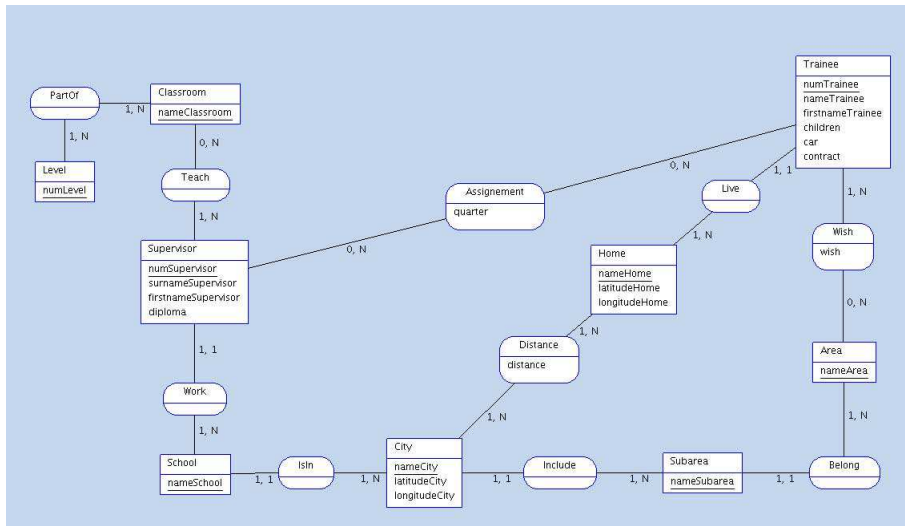 Trainee
numTrainee
nameTrainee
firstnameTrainee
children
car
contract
PartOf
1, N
Classroom
nameClassroom
1, N
0, N
Level
numLevel
Teach
1, N
0, N
Live
1, 1
1, N
Assignement
quarter
Wish
wish
1, N
Supervisor
numSupervisor
surnameSupervisor
firstnameSupervisor
diploma
0, N
Home
nameHome
latitudeHome
longitudeHome
0, N
1, N
Distance
distance
Area
nameArea
1, 1
Work
1, N
1, N
1, N
School
nameSchool
1, 1
IsIn
1, N
City
nameCity
latitudeCity
longitudeCity
1, 1
Include
1, N
Subarea
nameSubarea
1, 1
Belong